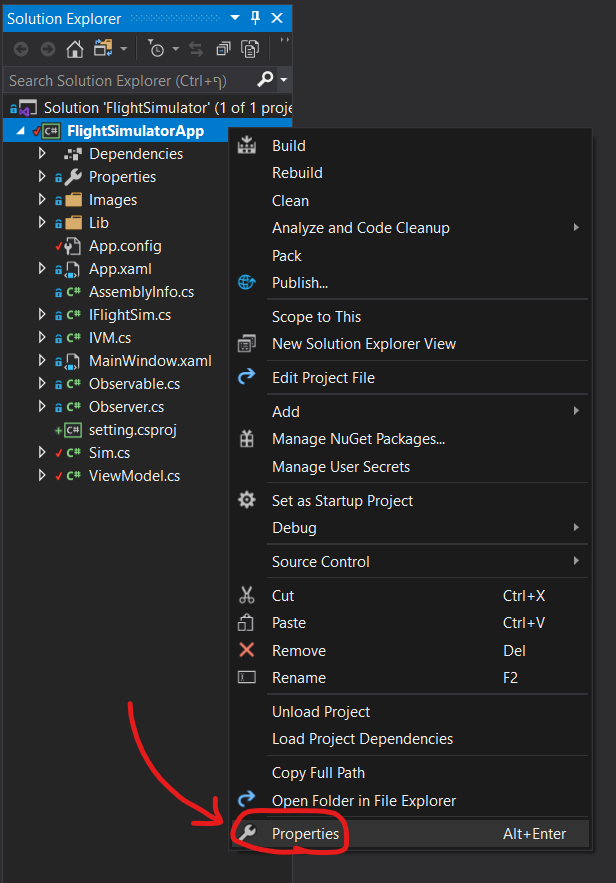 Solution Explorer
Search Solution Explorer (Ctrl+ף)
Solution 'FlightSimulator' (1 of 1 proje
FlightSimulatorApp
Dependencies
Properties
Images
Lib
App.config
App.xaml
AssemblyInfo.cs
IFlightSim.cs
IVM.cs
MainWindow.xaml
Observable.cs
Observer.cs
setting.csproj
Sim.cs
ViewModel.cs
Build
Rebuild
Clean
Analyze and Code Cleanup
Pack
Publish...
Scope to This
New Solution Explorer View
Edit Project File
Add
Manage NuGet Packages...
Manage User Secrets
Set as Startup Project
Debug
Source Control
Cut Ctrl+X
Paste Ctrl+V
Remove Del
Rename F2
Unload Project
Load Project Dependencies
Copy Full Path
Open Folder in File Explorer
Properties Alt+Enter